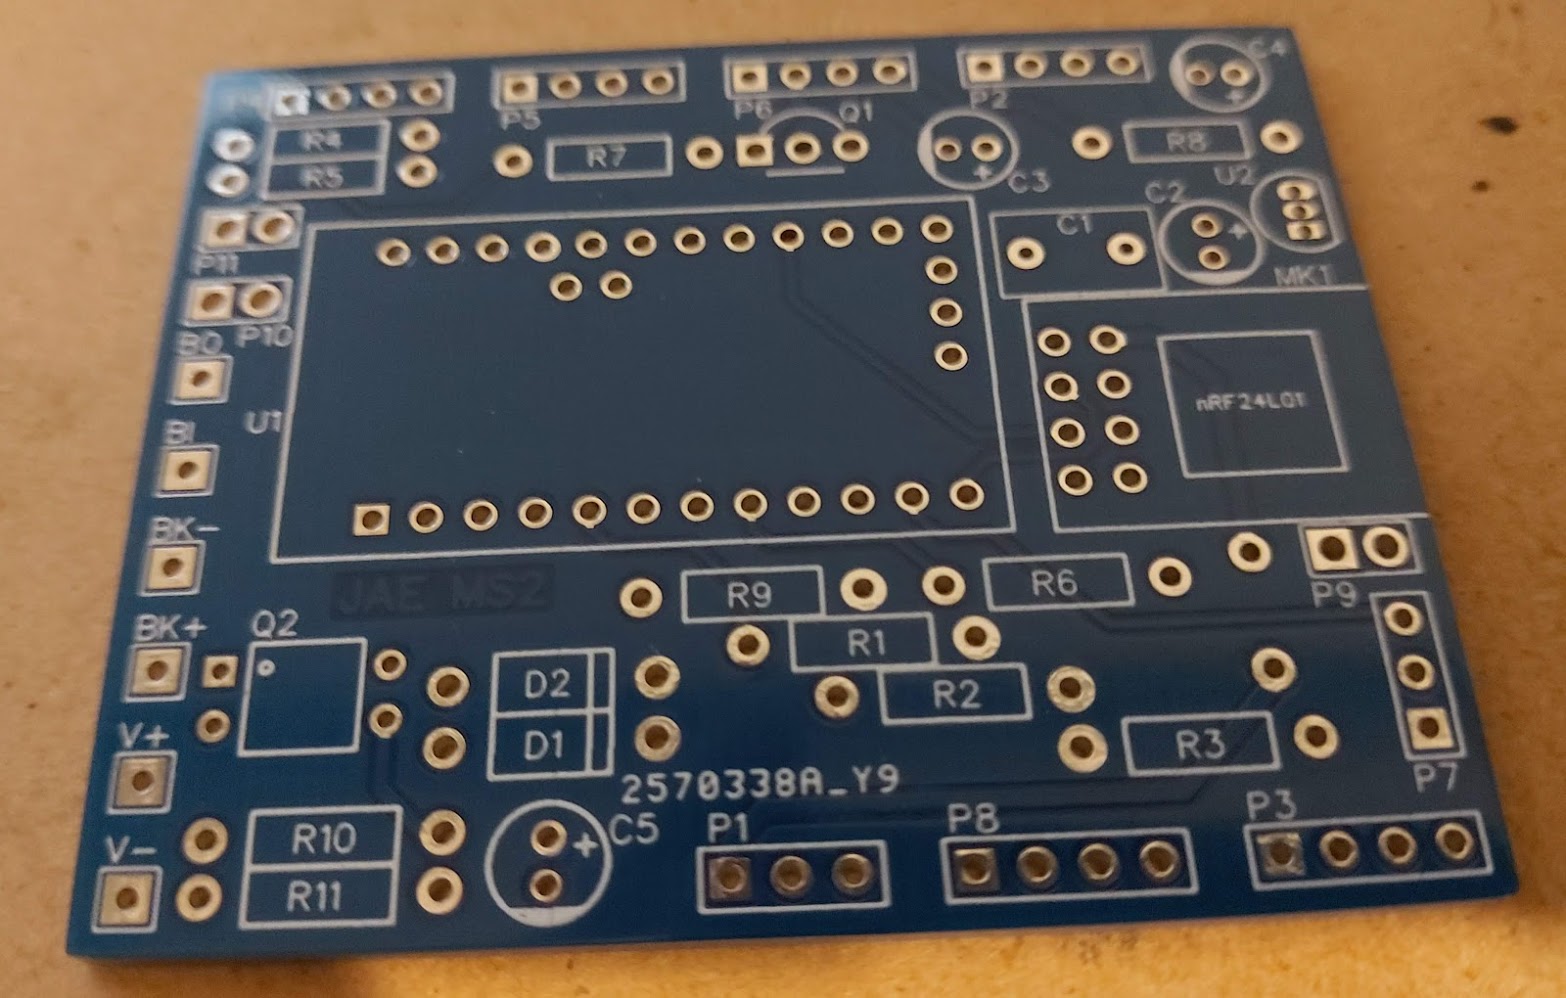 P5
P6
Q1
P2
C4
R4
R7
R8
R5
C3
U2
C2
C1
P11
MK1
P10
BO
nRF24L01
U1
BI
BK-
JAE MS2
R9
R6
P9
BK+
Q2
R1
D2
R2
V+
D1
R3
2570338A_Y9
P7
P3
R10
C5
P1
P8
V-
R11
+
+
+
+
+